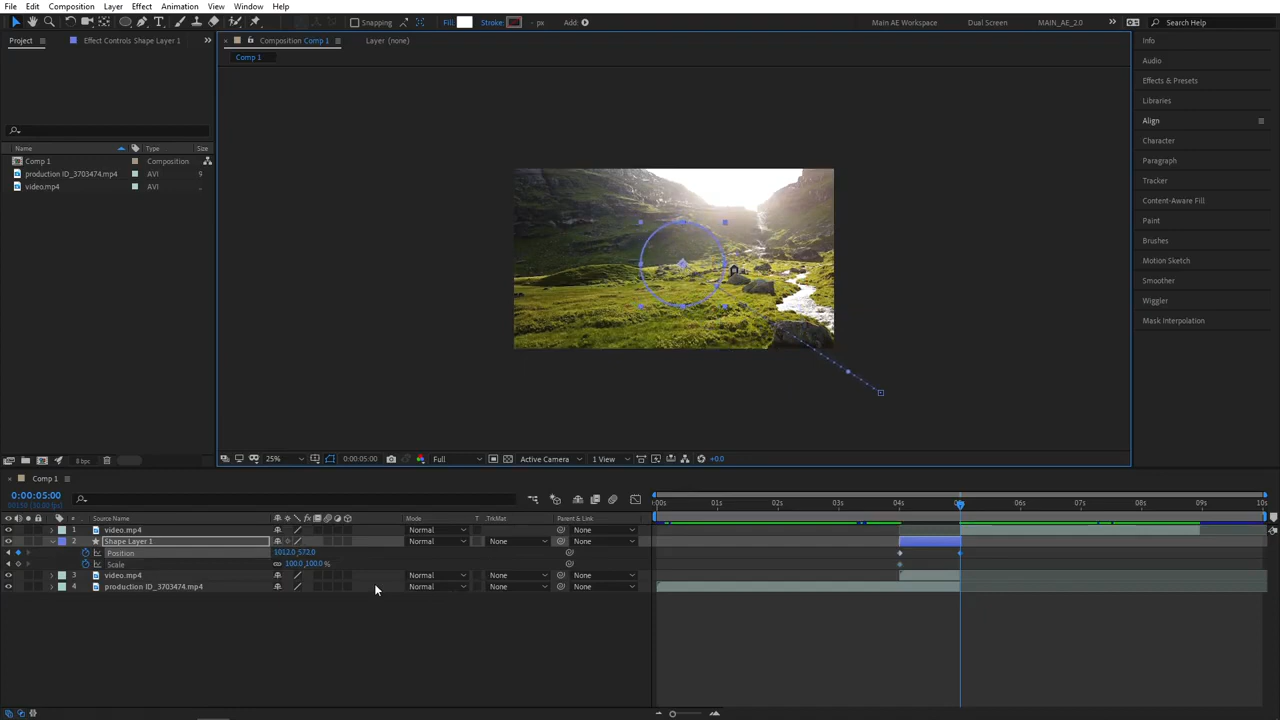 File Edit Composition Layer Effect Animation View Window Help
Snapping Fill: Stroke: - px Add: Main AE Workspace Dual Screen MAIN_AE_2.0 Search Help
Project Effect Controls Shape Layer 1 Composition Comp 1 Layer (none) Info
Comp 1
Audio
Effects & Presets
Libraries
Align
Character
Paragraph
Tracker
Content-Aware Fill
Paint
Brushes
Motion Sketch
Smoother
Wiggler
Mask Interpolation
Name Type Size
Comp 1 Composition
production ID_3703474.mp4 AVI 9
video.mp4 AVI
8 bpc 25% 0:00:05:00 Full Active Camera 1 View +0.0
Comp 1
0:00:05:00
:00s 01s 02s 03s 04s 05s 06s 07s 08s 09s 10s
# Source Name Mode T .TrkMat Parent & Link
1 video.mp4 Normal None
2 Shape Layer 1 Normal None None
Position 1012.0,572.0
Scale 100.0,100.0%
3 video.mp4 Normal None None
4 production ID_3703474.mp4 Normal None None